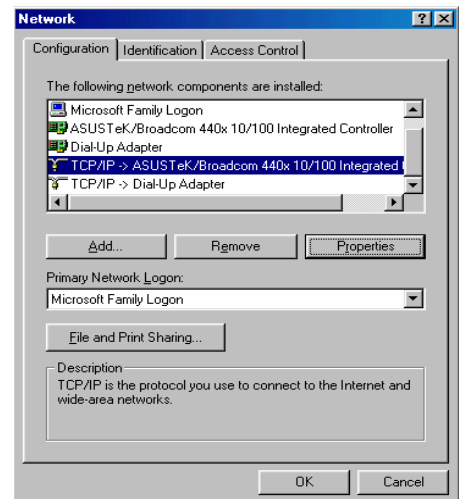 Network
Configuration Identification Access Control
The following network components are installed:
Microsoft Family Logon
ASUSTeK/Broadcom 440x 10/100 Integrated Controller
Dial-Up Adapter
TCP/IP -> ASUSTeK/Broadcom 440x 10/100 Integrated
TCP/IP -> Dial-Up Adapter
Add... Remove Properties
Primary Network Logon:
Microsoft Family Logon
File and Print Sharing...
Description
TCP/IP is the protocol you use to connect to the Internet and
wide-area networks.
OK Cancel